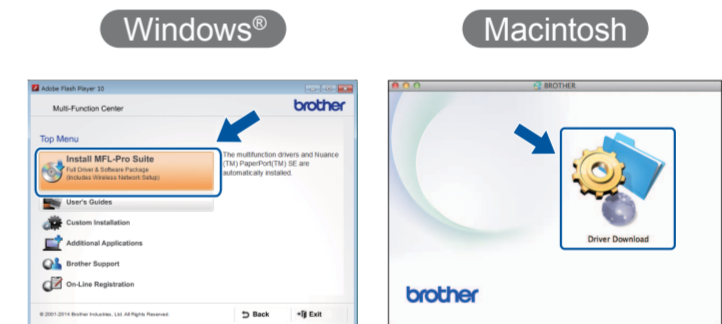 Windows®
Macintosh
Adobe Flash Player 10
Multi-Function Center
brother
Top Menu
Install MFL-Pro Suite
Full Driver & Software Package
(Includes Wireless Network Setup)
The multifunction drivers and Nuance
(TM) PaperPort(TM) SE are
automatically installed.
User's Guides
Custom Installation
Additional Applications
Brother Support
On-Line Registration
© 2001-2014 Brother Industries, Ltd. All Rights Reserved.
Back
Exit
BROTHER
Driver Download
brother